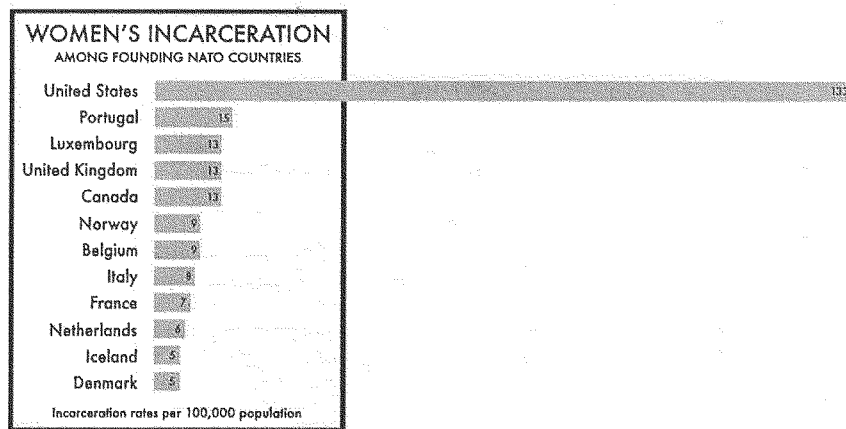 WOMEN'S INCARCERATION
AMONG FOUNDING NATO COUNTRIES
United States 133
Portugal 15
Luxembourg 13
United Kingdom 13
Canada 13
Norway 9
Belgium 9
Italy 8
France 7
Netherlands 6
Iceland 5
Denmark 5
Incarceration rates per 100,000 population